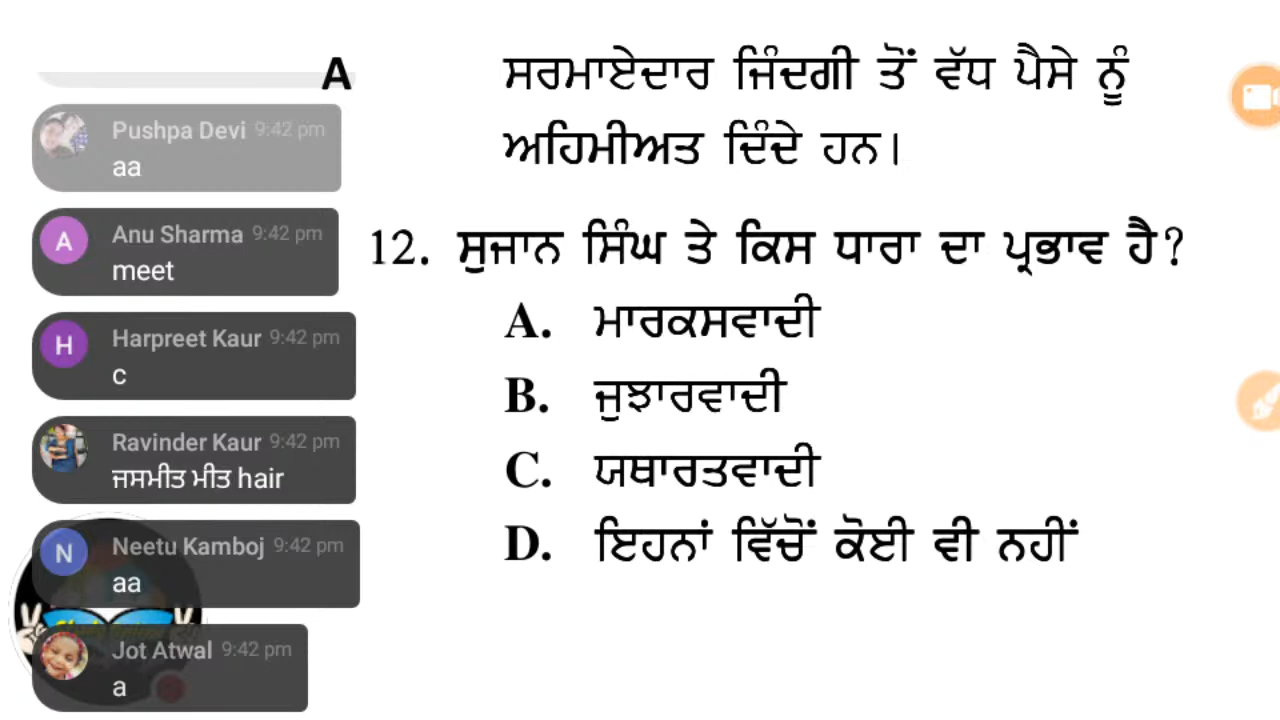 A
Pushpa Devi 9:42 pm
aa
Anu Sharma 9:42 pm
meet
Harpreet Kaur 9:42 pm
c
Ravinder Kaur 9:42 pm
ਜਸਮੀਤ ਮੀਤ hair
Neetu Kamboj 9:42 pm
aa
Jot Atwal 9:42 pm
a
ਸਰਮਾਏਦਾਰ ਜਿੰਦਗੀ ਤੋਂ ਵੱਧ ਪੈਸੇ ਨੂੰ
ਅਹਿਮੀਅਤ ਦਿੰਦੇ ਹਨ।
12. ਸੁਜਾਨ ਸਿੰਘ ਤੇ ਕਿਸ ਧਾਰਾ ਦਾ ਪ੍ਰਭਾਵ ਹੈ?
A. ਮਾਰਕਸਵਾਦੀ
B. ਜੁਝਾਰਵਾਦੀ
C. ਯਥਾਰਤਵਾਦੀ
D. ਇਹਨਾਂ ਵਿੱਚੋਂ ਕੋਈ ਵੀ ਨਹੀਂ